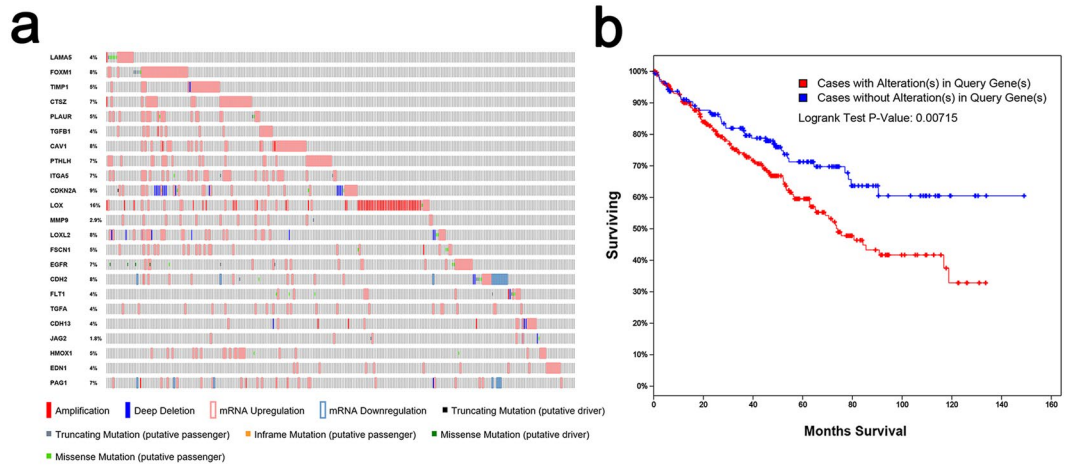 a
LAMA5 4%
FOXM1 8%
TIMP1 5%
CTSZ 7%
PLAUR 5%
TGFB1 4%
CAV1 8%
PTHLH 7%
ITGA5 7%
CDKN2A 9%
LOX 16%
MMP9 2.9%
LOXL2 8%
FSCN1 5%
EGFR 7%
CDH2 8%
FLT1 4%
TGFA 4%
CDH13 4%
JAG2 1.8%
HMOX1 5%
EDN1 4%
PAG1 7%
Amplification Deep Deletion mRNA Upregulation mRNA Downregulation Truncating Mutation (putative driver)
Truncating Mutation (putative passenger) Inframe Mutation (putative passenger) Missense Mutation (putative driver)
Missense Mutation (putative passenger)
b
100%
90%
80%
70%
60%
50%
40%
30%
20%
10%
0%
Surviving
Cases with Alteration(s) in Query Gene(s)
Cases without Alteration(s) in Query Gene(s)
Logrank Test P-Value: 0.00715
0 20 40 60 80 100 120 140 160
Months Survival